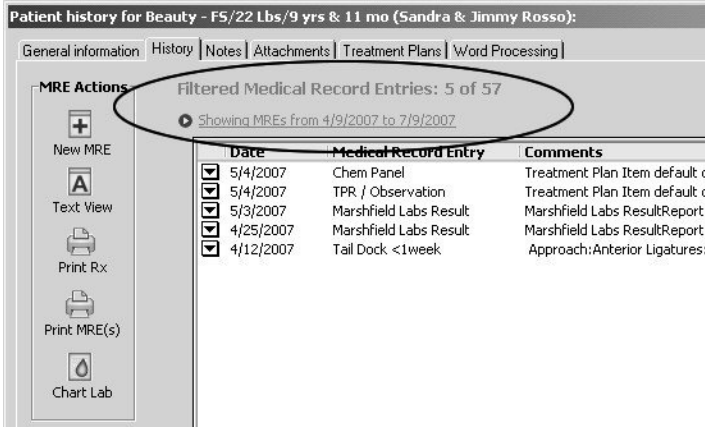 Patient history for Beauty - FS/22 Lbs/9 yrs & 11 mo (Sandra & Jimmy Rosso):
General information History Notes Attachments Treatment Plans Word Processing
MRE Actions
New MRE
A
Text View
Print Rx
Print MRE(s)
Chart Lab
Filtered Medical Record Entries: 5 of 57
Showing MREs from 4/9/2007 to 7/9/2007
Date Medical Record Entry Comments
5/4/2007 Chem Panel Treatment Plan Item default
5/4/2007 TPR / Observation Treatment Plan Item default
5/3/2007 Marshfield Labs Result Marshfield Labs ResultReport
4/25/2007 Marshfield Labs Result Marshfield Labs ResultReport
4/12/2007 Tail Dock <1week Approach:Anterior Ligatures: